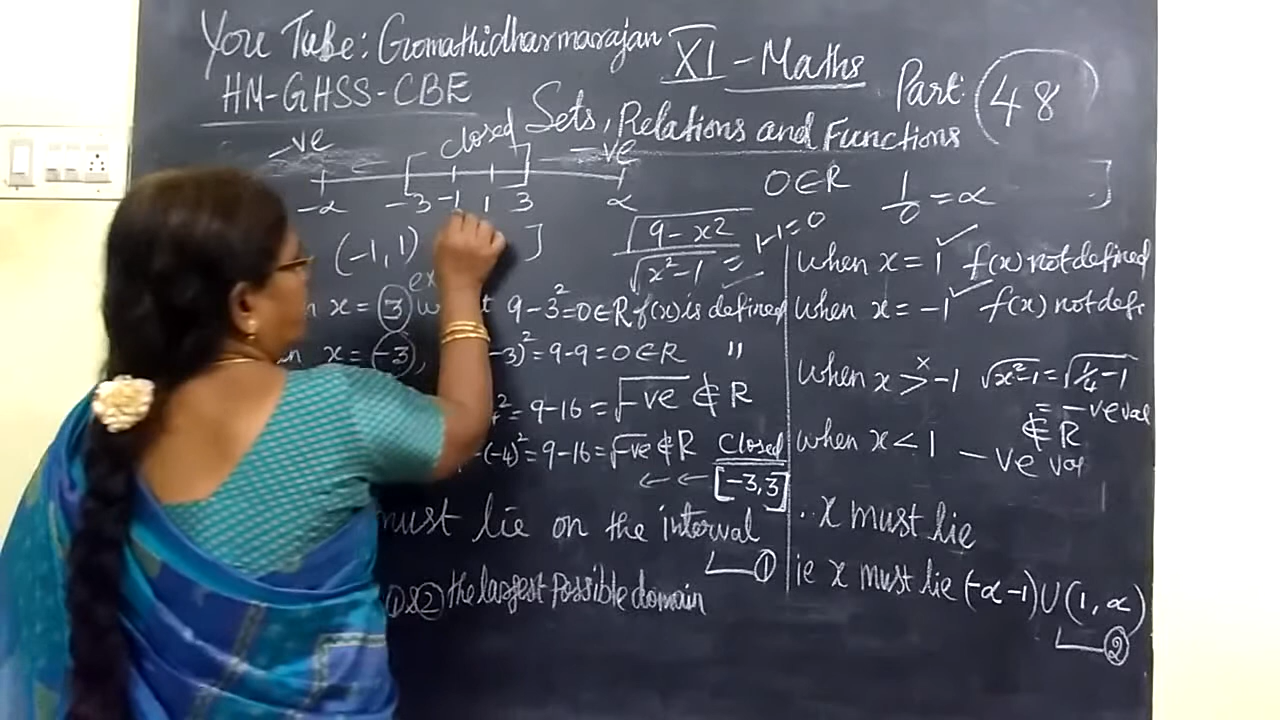 You Tube: Gomathidharmarajan
HM-GHSS-CBE
XI-Maths
Part: 48
Sets, Relations and Functions
-ve closed -ve
-α -3 -1 1 3 α
(-1,1) ]
ex
0∈R 1/0 = α ]
√(9-x²) / √(x²-1) = 1-1=0
x = 3 9-3²=0∈R f(x) is defined
x = -3, -3)²=9-9=0∈R "
²=9-16=√-ve ∉ R
-(-4)²=9-16=√-ve ∉ R closed
← ← [-3,3]
must lie on the interval
①
① & ② the largest possible domain
when x = 1 ✓ f(x) not defined
when x = -1 ✓ f(x) not defi
when x > -1 √x²-1 = √1/4-1
= -ve val
∉ R
when x < 1 -ve val
∴ x must lie
ie x must lie (-α -1) ∪ (1, α)
②